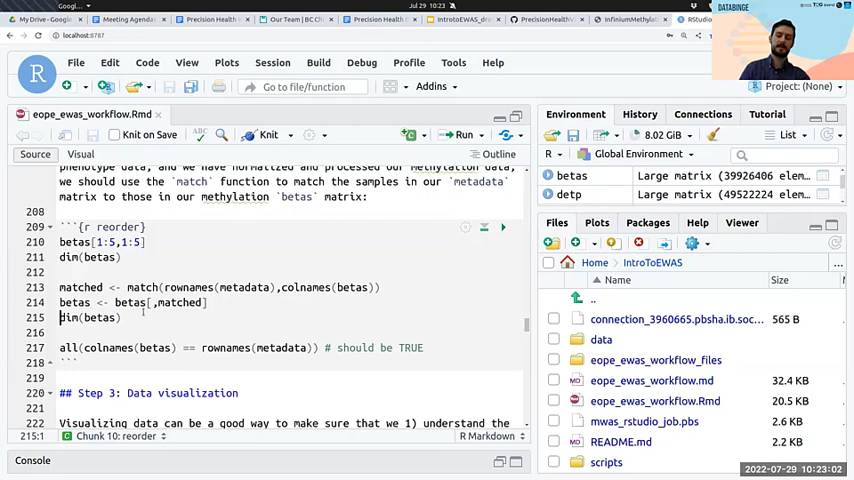 Googl...
Jul 29 10:23
My Drive - Google
Meeting Agenda
Precision Health
Our Team | BC Ch
Precision Health
IntrotoEWAS_dra
PrecisionHealthV
InfiniumMethylatio
RStudio
DATABINGE
localhost:8787
File Edit Code View Plots Session Build Debug Profile Tools Help
Go to file/function
Addins
Project: (None)
eope_ewas_workflow.Rmd
Knit on Save
Knit
Run
Source Visual
Outline
phenotype data, and we have normalized and processed our methylation data,
we should use the `match` function to match the samples in our `metadata`
matrix to those in our methylation `betas` matrix:
208
209 ```{r reorder}
210 betas[1:5,1:5]
211 dim(betas)
212
213 matched <- match(rownames(metadata),colnames(betas))
214 betas <- betas[,matched]
215 dim(betas)
216
217 all(colnames(betas) == rownames(metadata)) # should be TRUE
218 ```
219
220 ## Step 3: Data visualization
221
222 Visualizing data can be a good way to make sure that we 1) understand the
215:1 Chunk 10: reorder
R Markdown
Console
Environment History Connections Tutorial
8.02 GiB
List
R
Global Environment
betas Large matrix (39926406 elem…
detp Large matrix (49522224 elem…
Files Plots Packages Help Viewer
Home IntroToEWAS
Name Size
..
connection_3960665.pbsha.ib.soc... 565 B
data
eope_ewas_workflow_files
eope_ewas_workflow.md 32.4 KB
eope_ewas_workflow.Rmd 20.5 KB
mwas_rstudio_job.pbs 2.6 KB
README.md 2.2 KB
scripts
2022-07-29 10:23:02